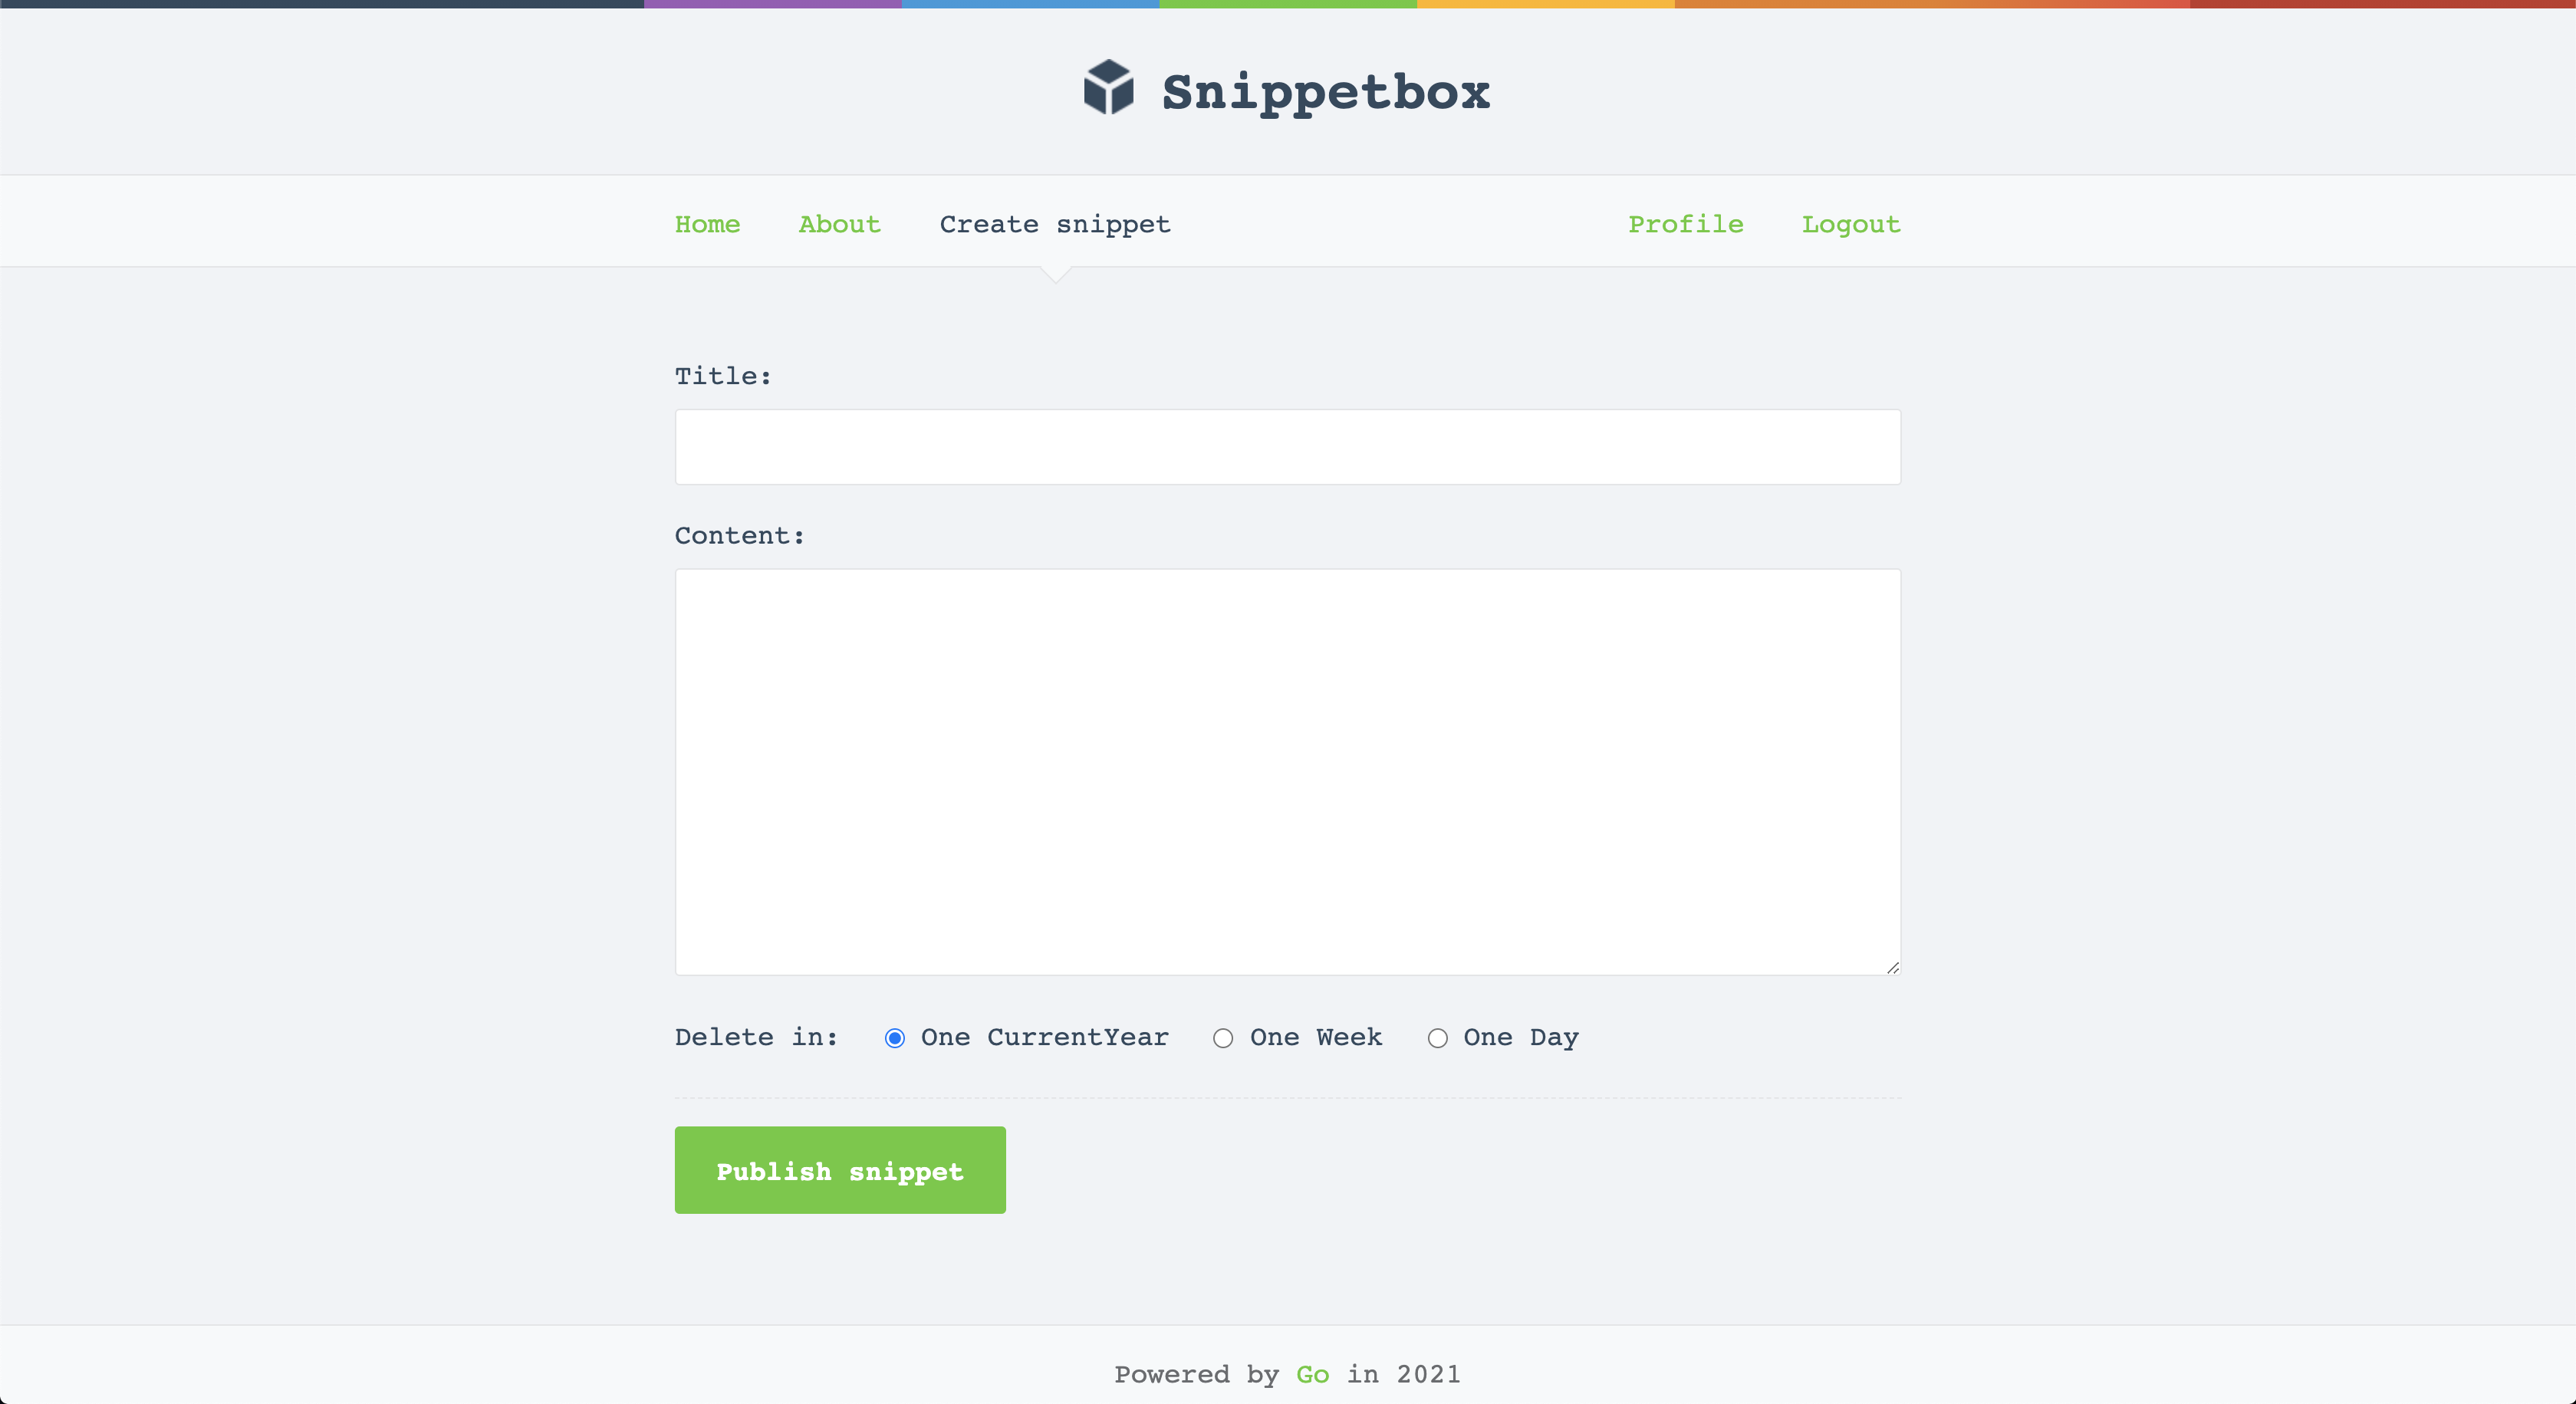 Snippetbox
Home About Create snippet Profile Logout
Title:
Content:
Delete in: One CurrentYear One Week One Day
Publish snippet
Powered by Go in 2021